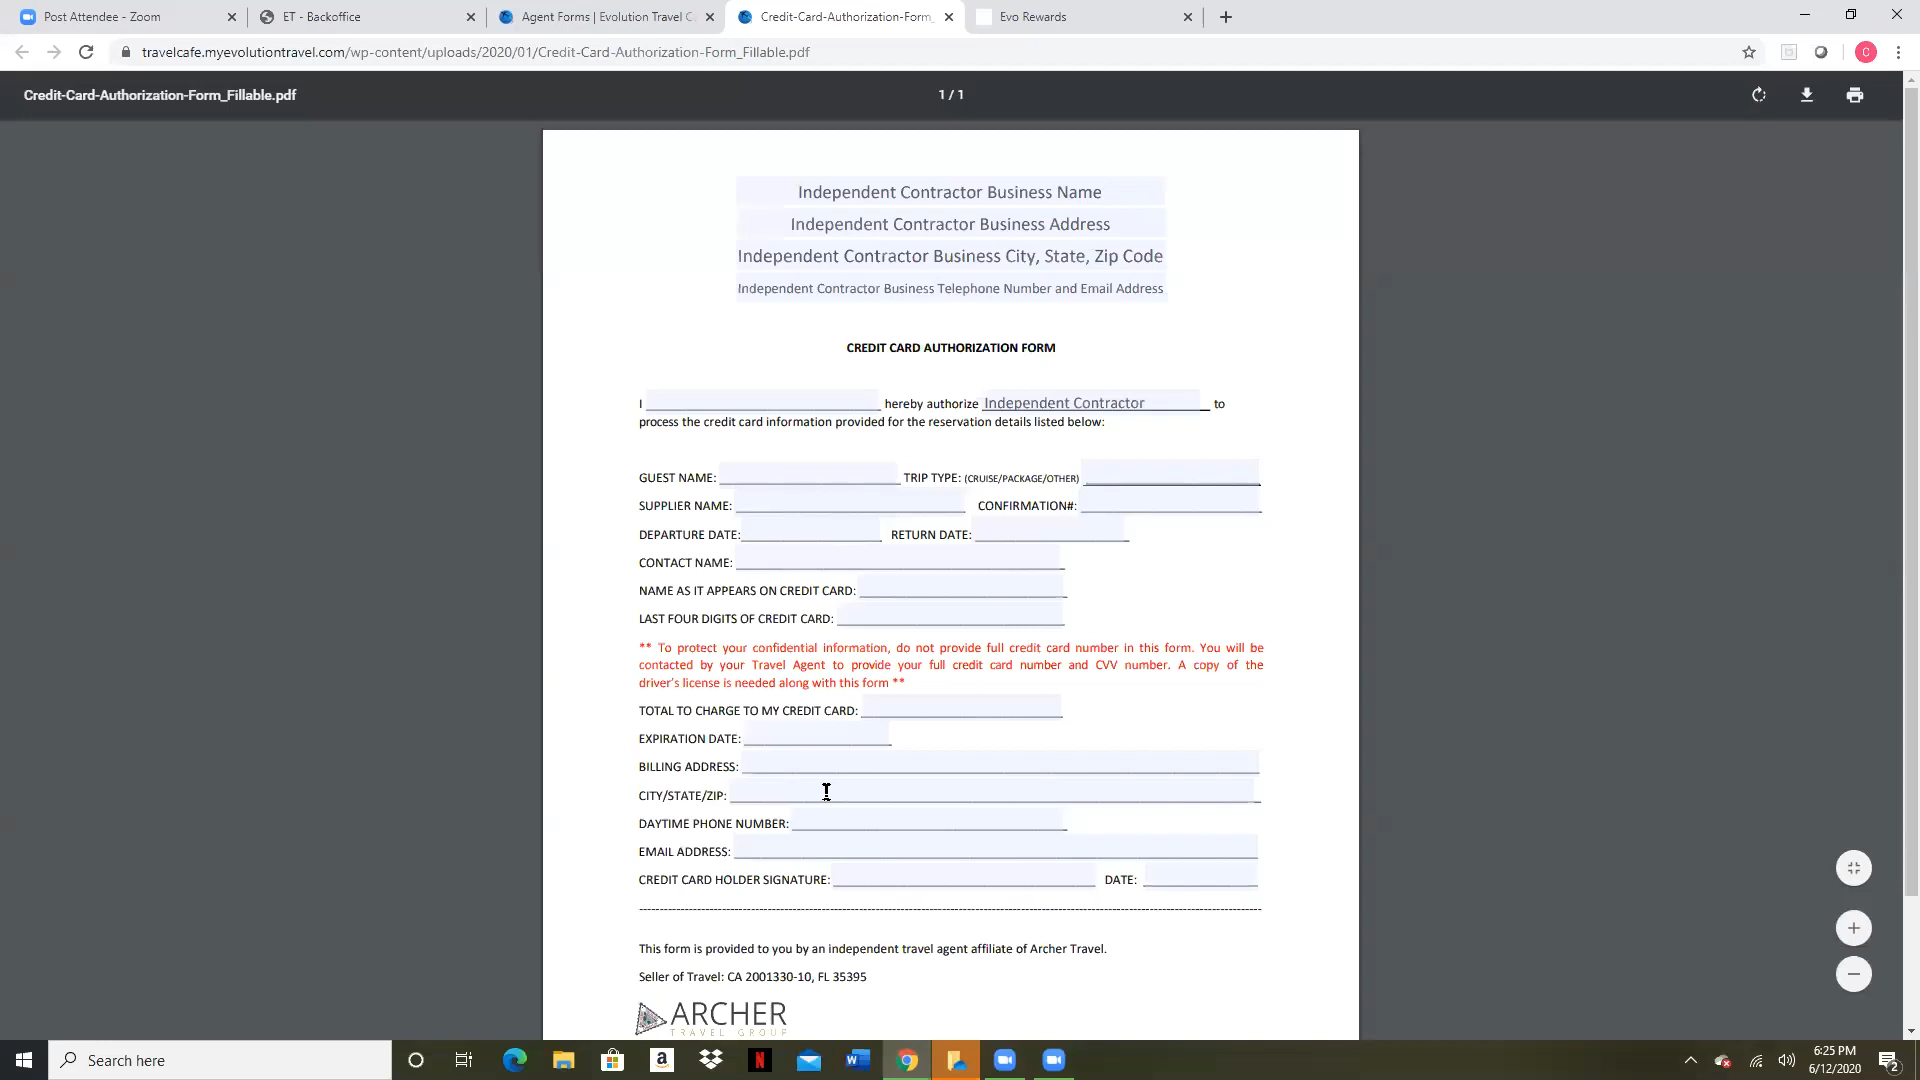 Post Attendee - Zoom
ET - Backoffice
Agent Forms | Evolution Travel C
Credit-Card-Authorization-Form_
Evo Rewards
travelcafe.myevolutiontravel.com/wp-content/uploads/2020/01/Credit-Card-Authorization-Form_Fillable.pdf
C
Credit-Card-Authorization-Form_Fillable.pdf
1 / 1
Independent Contractor Business Name
Independent Contractor Business Address
Independent Contractor Business City, State, Zip Code
Independent Contractor Business Telephone Number and Email Address
CREDIT CARD AUTHORIZATION FORM
I hereby authorize Independent Contractor to
process the credit card information provided for the reservation details listed below:
GUEST NAME: TRIP TYPE: (CRUISE/PACKAGE/OTHER)
SUPPLIER NAME: CONFIRMATION#:
DEPARTURE DATE: RETURN DATE:
CONTACT NAME:
NAME AS IT APPEARS ON CREDIT CARD:
LAST FOUR DIGITS OF CREDIT CARD:
** To protect your confidential information, do not provide full credit card number in this form. You will be
contacted by your Travel Agent to provide your full credit card number and CVV number. A copy of the
driver's license is needed along with this form **
TOTAL TO CHARGE TO MY CREDIT CARD:
EXPIRATION DATE:
BILLING ADDRESS:
CITY/STATE/ZIP:
DAYTIME PHONE NUMBER:
EMAIL ADDRESS:
CREDIT CARD HOLDER SIGNATURE: DATE:
This form is provided to you by an independent travel agent affiliate of Archer Travel.
Seller of Travel: CA 2001330-10, FL 35395
ARCHER
TRAVEL GROUP
Search here
6:25 PM
6/12/2020
2